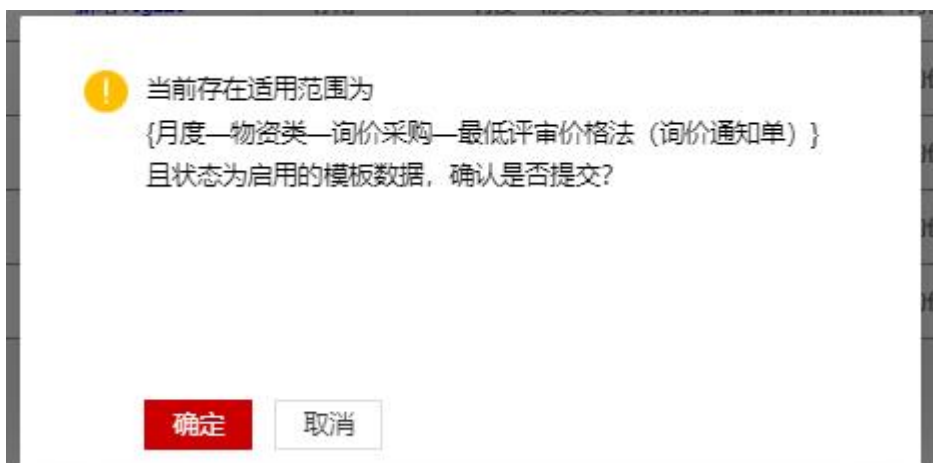 当前存在适用范围为
{月度—物资类—询价采购—最低评审价格法（询价通知单）}
且状态为启用的模板数据，确认是否提交？
确定
取消